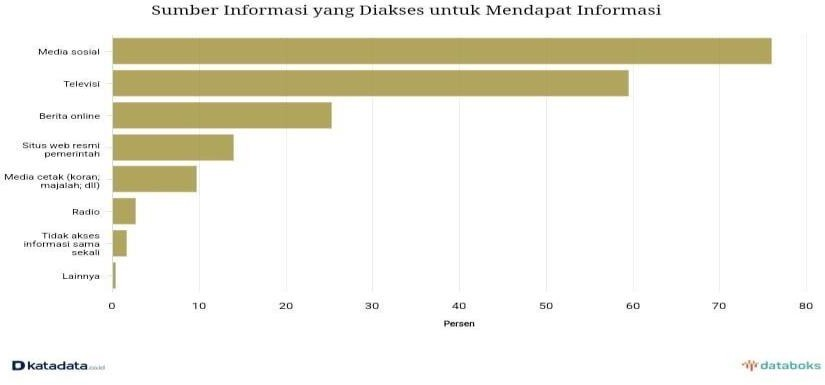 Sumber Informasi yang Diakses untuk Mendapat Informasi
Media sosial
Televisi
Berita online
Situs web resmi
pemerintah
Media cetak (koran;
majalah; dll)
Radio
Tidak akses
informasi sama
sekali
Lainnya
0 10 20 30 40 50 60 70 80
Persen
katadata.co.id
databoks